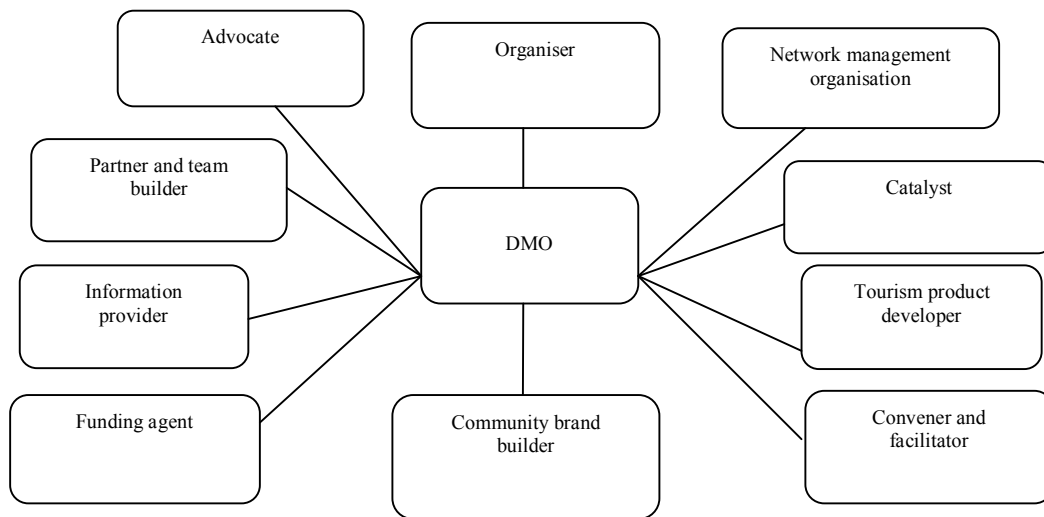 Advocate
Organiser
Network management
organisation
Partner and team
builder
Catalyst
DMO
Information
provider
Tourism product
developer
Funding agent
Community brand
builder
Convener and
facilitator